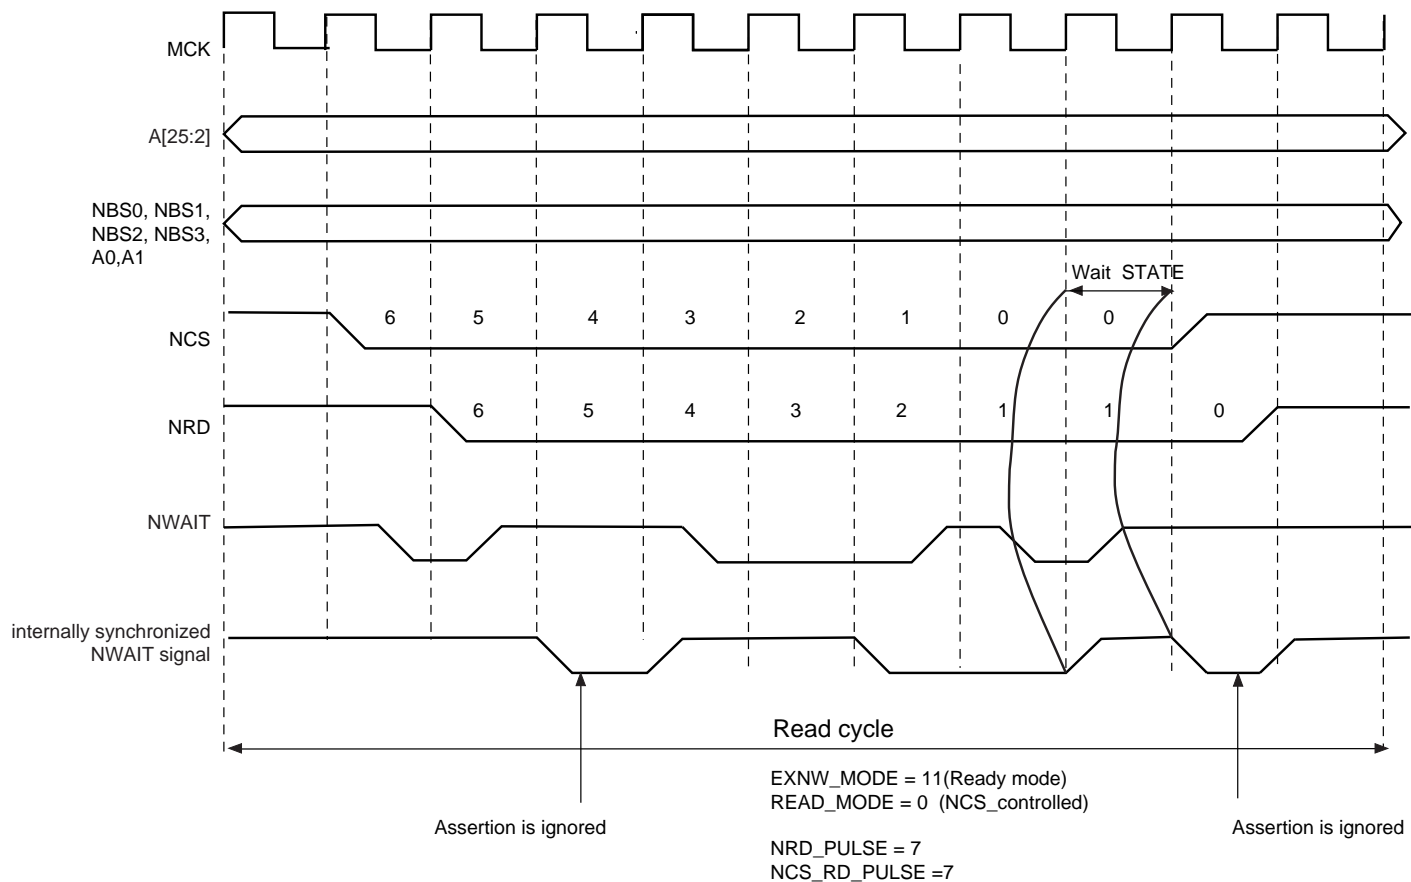 MCK
A[25:2]
NBS0, NBS1,
NBS2, NBS3,
A0,A1
Wait STATE
NCS
6 5 4 3 2 1 0 0
NRD
6 5 4 3 2 1 1 0
NWAIT
internally synchronized
NWAIT signal
Read cycle
EXNW_MODE = 11(Ready mode)
READ_MODE = 0 (NCS_controlled)
Assertion is ignored
Assertion is ignored
NRD_PULSE = 7
NCS_RD_PULSE =7